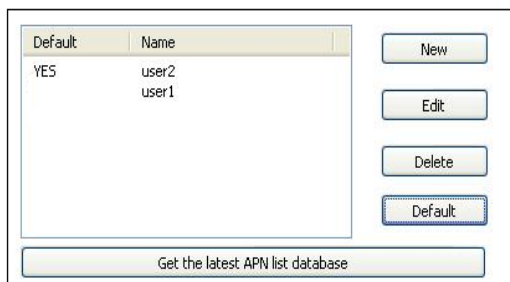 Default Name
YES user2
user1
New
Edit
Delete
Default
Get the latest APN list database